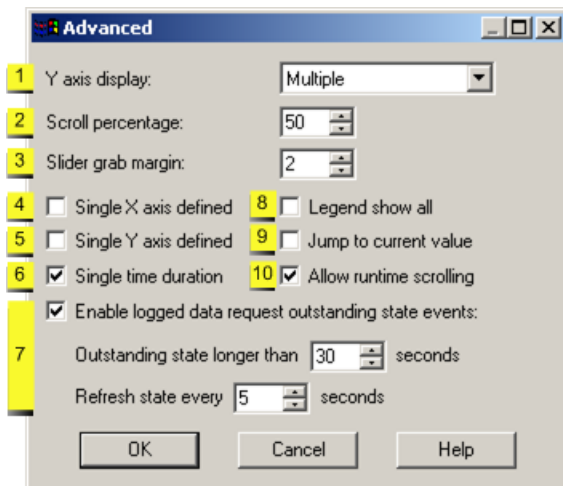 Advanced
1 Y axis display: Multiple
2 Scroll percentage: 50
3 Slider grab margin: 2
4 Single X axis defined 8 Legend show all
5 Single Y axis defined 9 Jump to current value
6 Single time duration 10 Allow runtime scrolling
Enable logged data request outstanding state events:
7 Outstanding state longer than 30 seconds
Refresh state every 5 seconds
OK Cancel Help